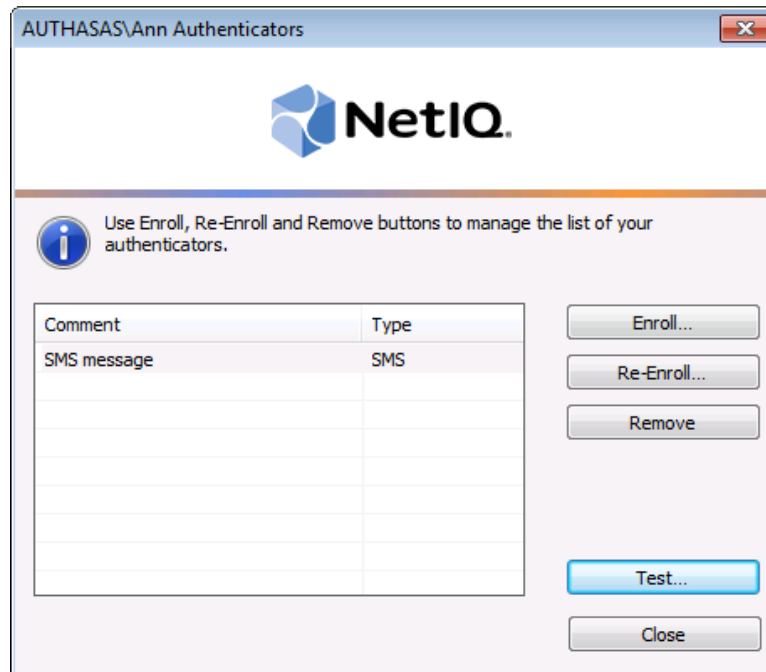 AUTHASAS\Ann Authenticators
NetIQ.
Use Enroll, Re-Enroll and Remove buttons to manage the list of your
authenticators.
Comment Type
SMS message SMS
Enroll...
Re-Enroll...
Remove
Test...
Close